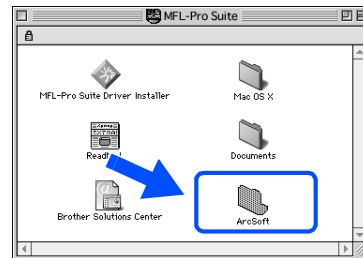 MFL-Pro Suite
MFL-Pro Suite Driver Installer
Mac OS X
Documents
Brother Solutions Center
ArcSoft